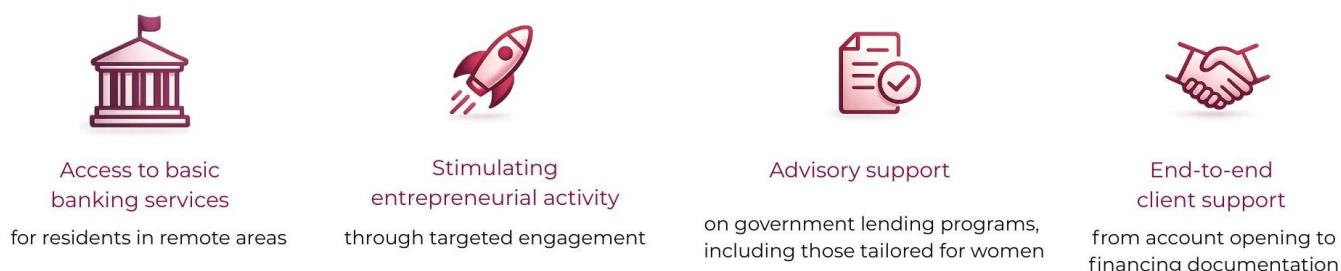 Access to basic
banking services
for residents in remote areas
Stimulating
entrepreneurial activity
through targeted engagement
Advisory support
on government lending programs,
including those tailored for women
End-to-end
client support
from account opening to
financing documentation